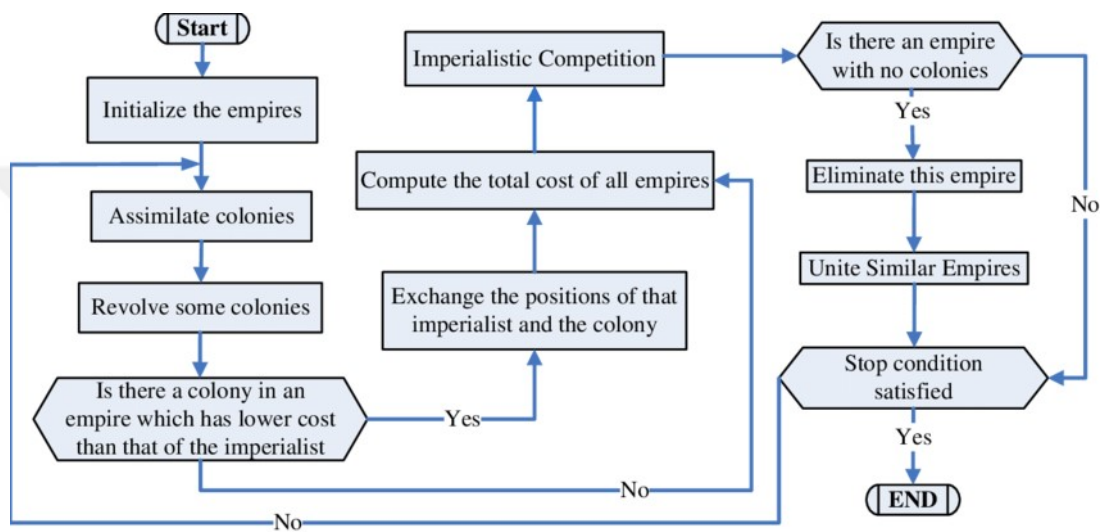 Start
Initialize the empires
Assimilate colonies
Revolve some colonies
Is there a colony in an
empire which has lower cost
than that of the imperialist
Yes
No
Exchange the positions of that
imperialist and the colony
Compute the total cost of all empires
Imperialistic Competition
Is there an empire
with no colonies
Yes
No
Eliminate this empire
Unite Similar Empires
Stop condition
satisfied
Yes
No
END